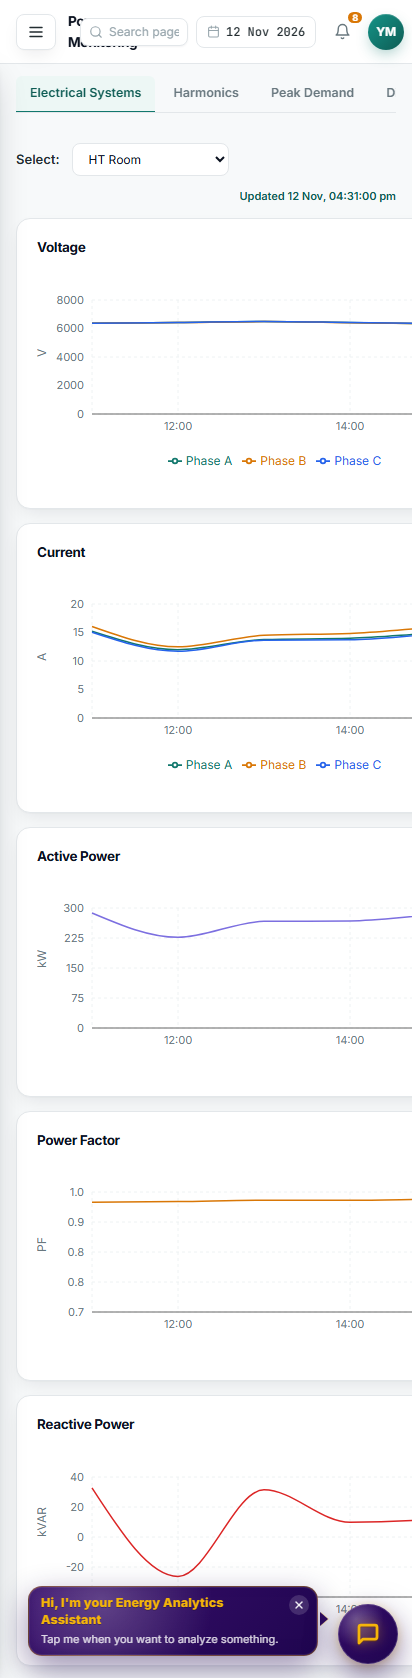 Monitoring
Search page
12 Nov 2026
8
YM
Electrical Systems
Harmonics
Peak Demand
D
Select:
HT Room
Updated 12 Nov, 04:31:00 pm
Voltage
8000
6000
4000
2000
0
V
12:00
14:00
Phase A
Phase B
Phase C
Current
20
15
10
5
0
A
12:00
14:00
Phase A
Phase B
Phase C
Active Power
300
225
150
75
0
kW
12:00
14:00
Power Factor
1.0
0.9
0.8
0.8
0.7
PF
12:00
14:00
Reactive Power
40
20
0
-20
kVAR
Hi, I'm your Energy Analytics
Assistant
Tap me when you want to analyze something.